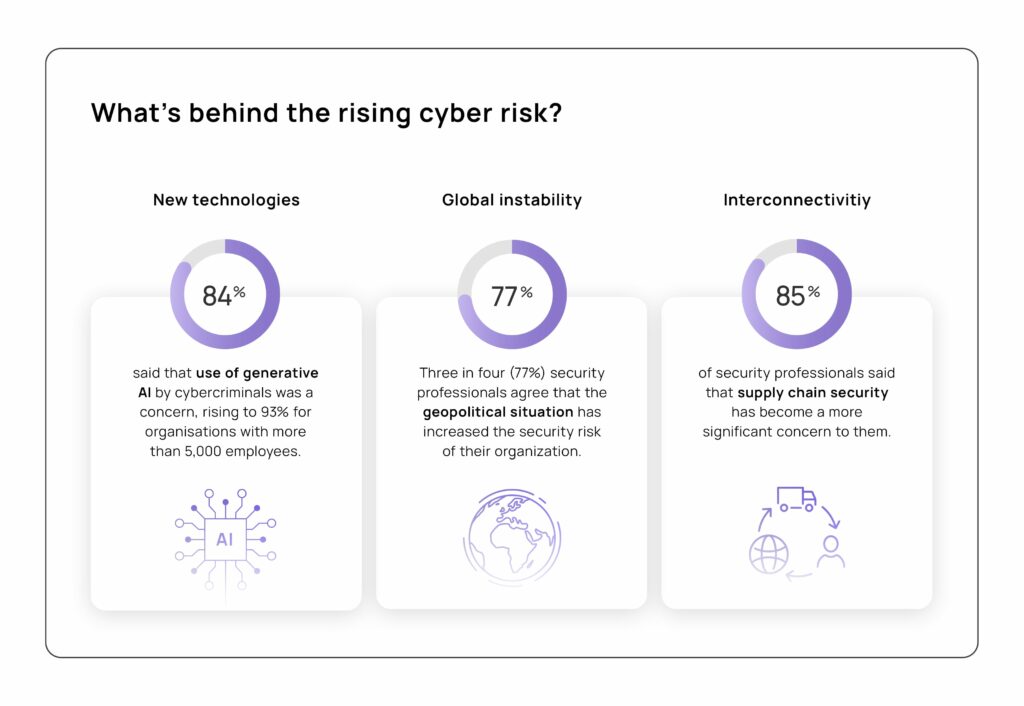 What's behind the rising cyber risk?
New technologies
84%
said that use of generative
AI by cybercriminals was a
concern, rising to 93% for
organisations with more
than 5,000 employees.
AI
Global instability
77%
Three in four (77%) security
professionals agree that the
geopolitical situation has
increased the security risk
of their organization.
Interconnectivitiy
85%
of security professionals said
that supply chain security
has become a more
significant concern to them.